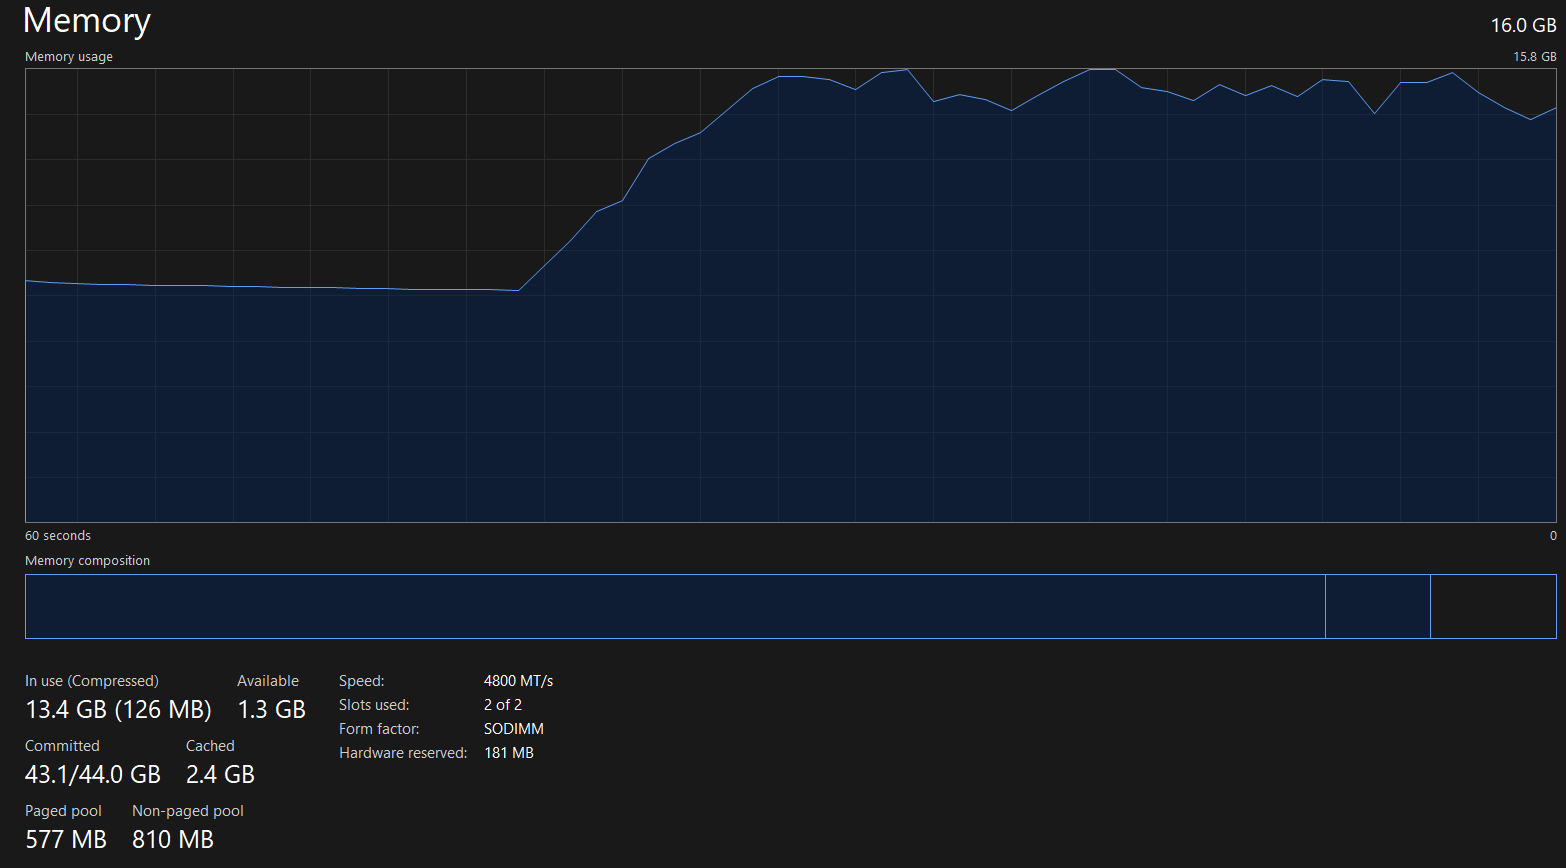 Memory
16.0 GB
Memory usage
15.8 GB
60 seconds
0
Memory composition
In use (Compressed)
13.4 GB (126 MB)
Available
1.3 GB
Committed
43.1/44.0 GB
Cached
2.4 GB
Paged pool
577 MB
Non-paged pool
810 MB
Speed: 4800 MT/s
Slots used: 2 of 2
Form factor: SODIMM
Hardware reserved: 181 MB